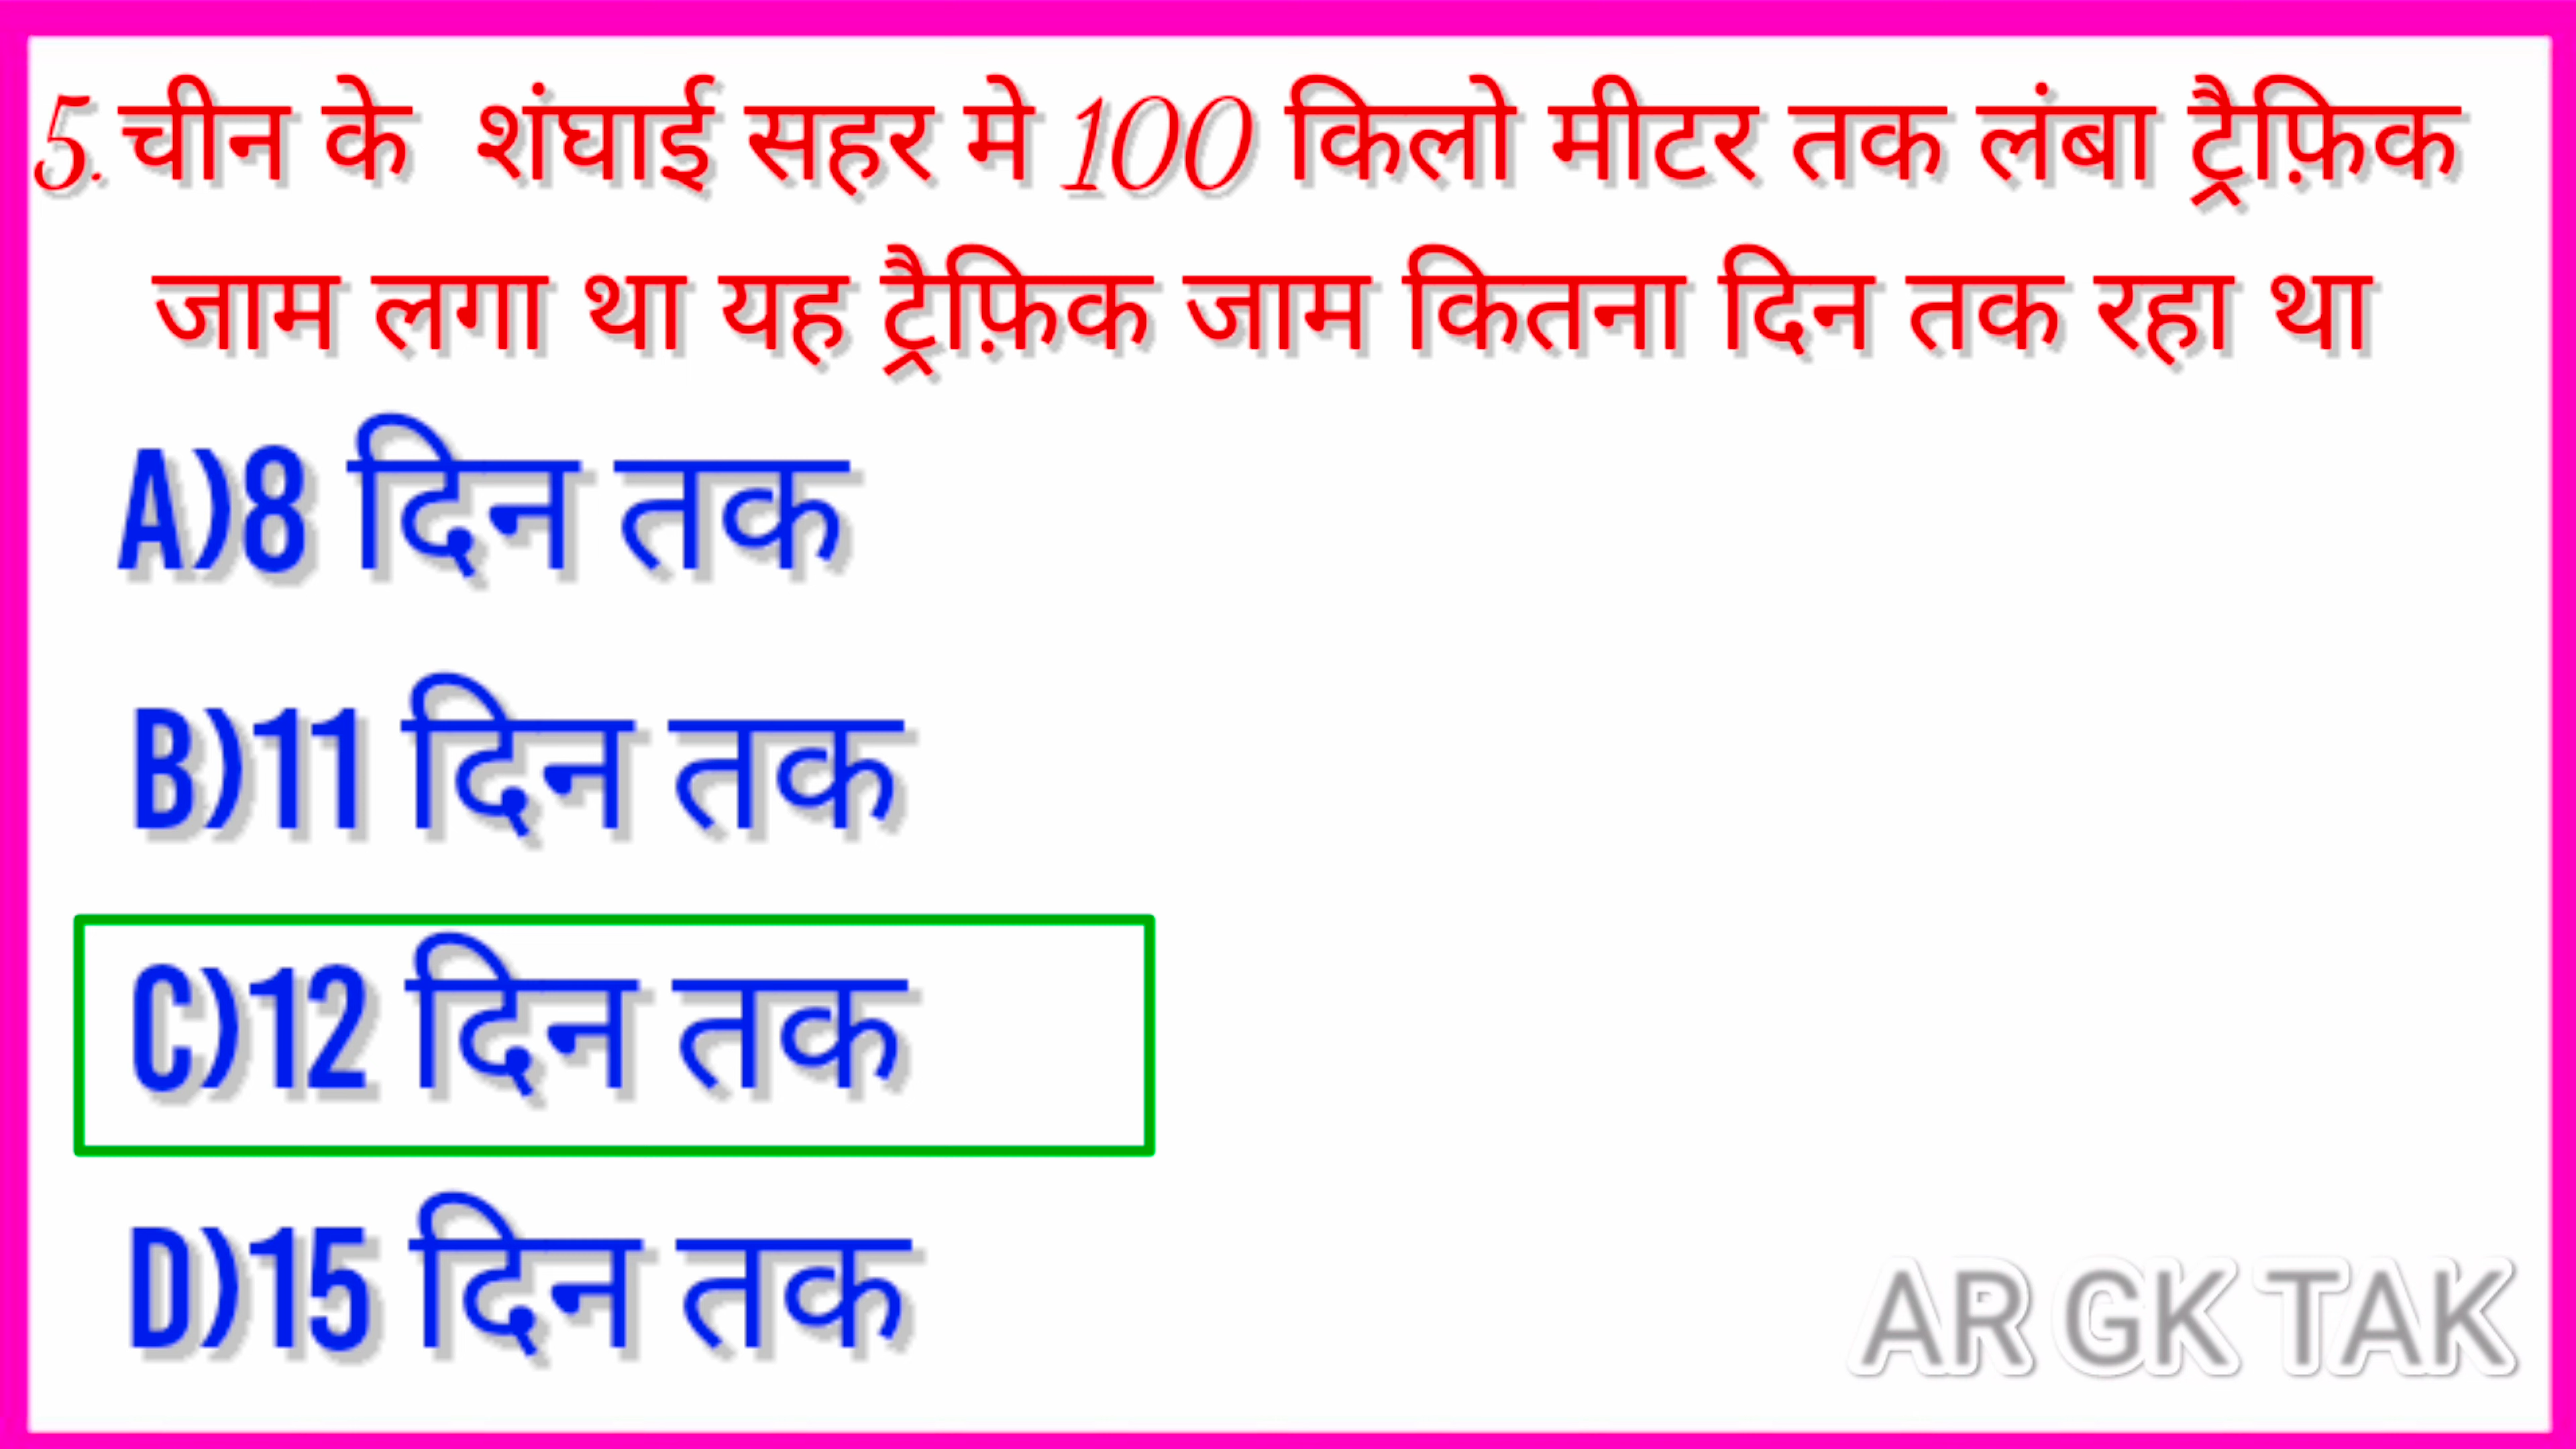 5.चीन के शंघाई सहर मे 100 किलो मीटर तक लंबा ट्रैफ़िक
जाम लगा था यह ट्रैफ़िक जाम कितना दिन तक रहा था
A)8 दिन तक
B)11 दिन तक
C)12 दिन तक
D)15 दिन तक
AR GK TAK